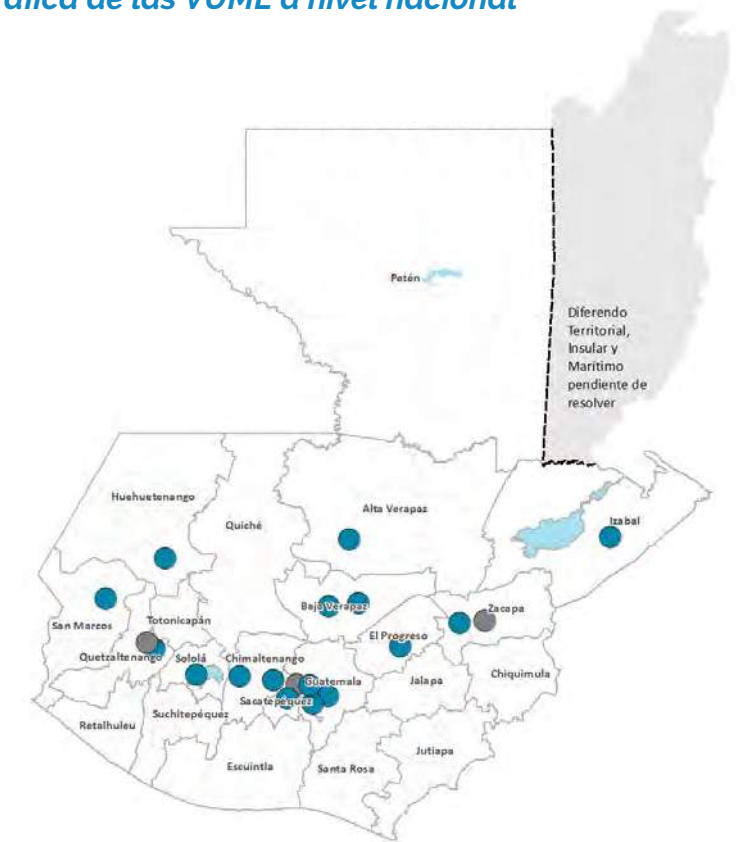 áfica de las VUME a nivel nacional
Petén
Diferendo
Territorial,
Insular y
Marítimo
pendiente de
resolver
Huehuetenango
Quiché
Alta Verapaz
Izabal
Baja Verapaz
Zacapa
San Marcos
Totonicapán
El Progreso
Quetzaltenango
Sololá
Chimaltenango
Guatemala
Jalapa
Chiquimula
Sacatepéquez
Retalhuleu
Suchitepéquez
Jutiapa
Escuintla
Santa Rosa